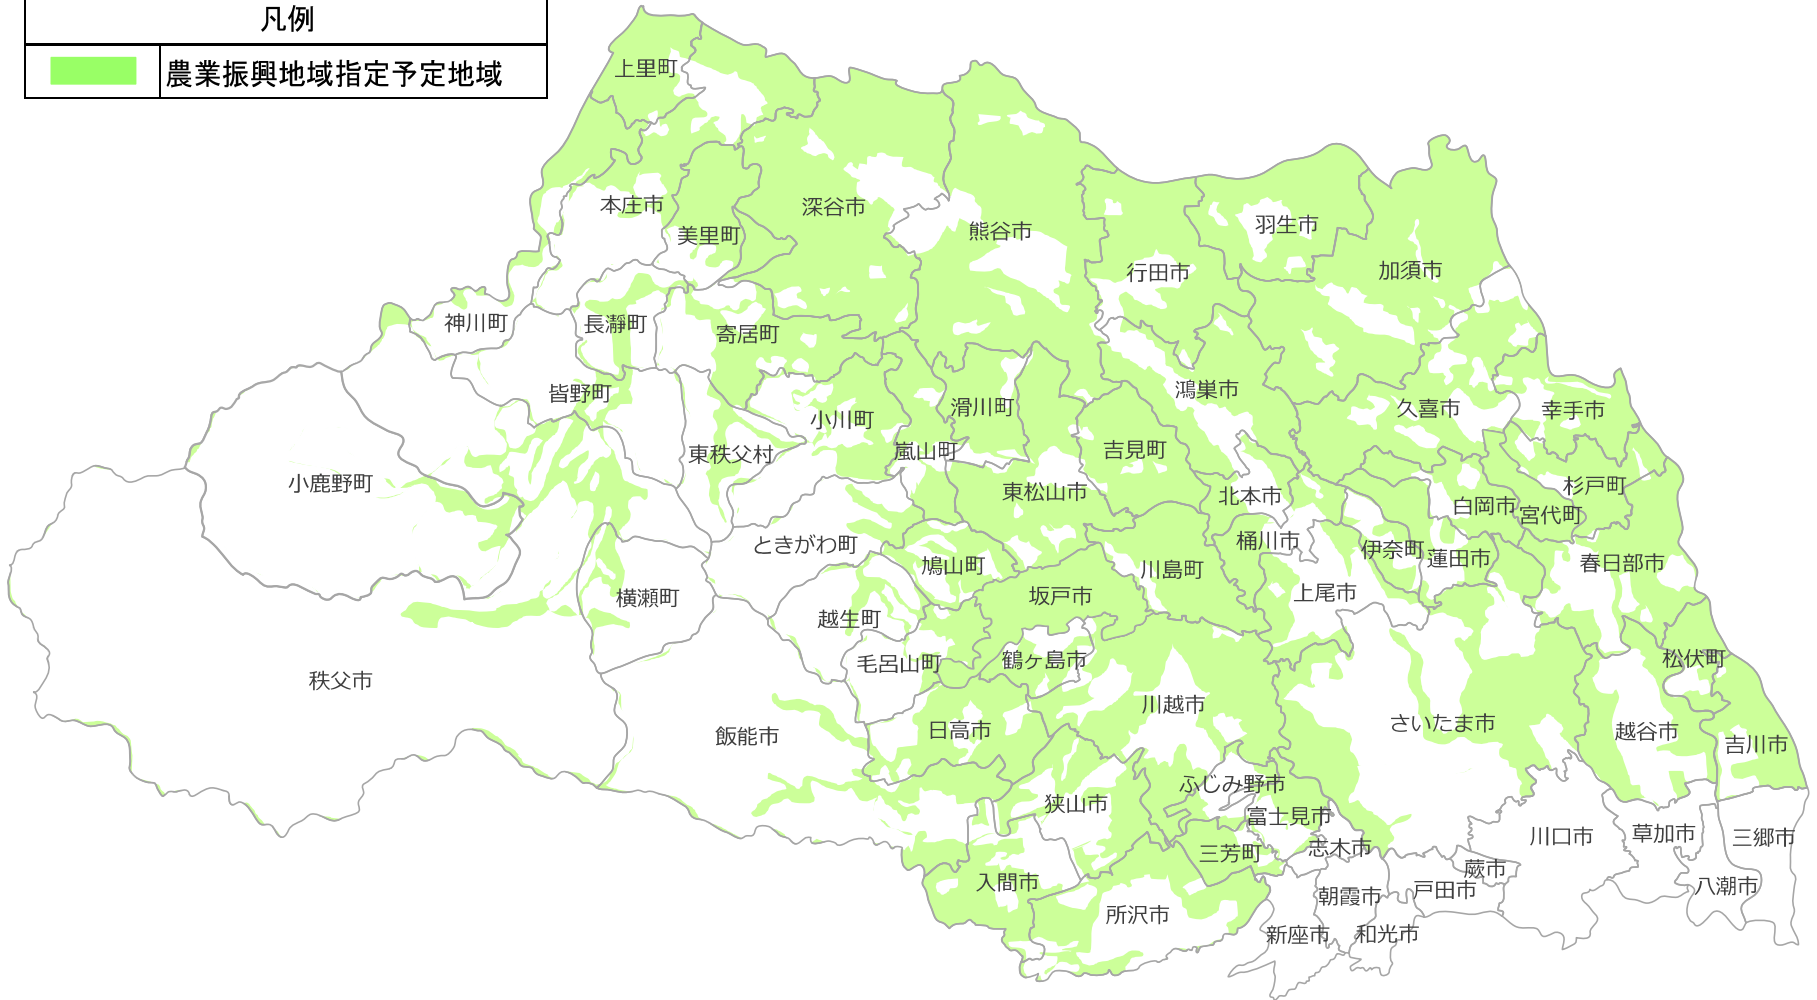 凡例
農業振興地域指定予定地域
上里町
本庄市
美里町
深谷市
熊谷市
行田市
羽生市
加須市
神川町
長瀞町
寄居町
皆野町
小川町
滑川町
鴻巣市
久喜市
幸手市
東秩父村
嵐山町
吉見町
小鹿野町
東松山市
北本市
白岡市
杉戸町
宮代町
ときがわ町
鳩山町
川島町
桶川市
伊奈町
蓮田市
春日部市
横瀬町
越生町
坂戸市
上尾市
毛呂山町
鶴ヶ島市
松伏町
秩父市
飯能市
日高市
川越市
さいたま市
越谷市
吉川市
狭山市
ふじみ野市
富士見市
川口市
草加市
三郷市
入間市
三芳町
志木市
蕨市
戸田市
八潮市
所沢市
朝霞市
新座市
和光市